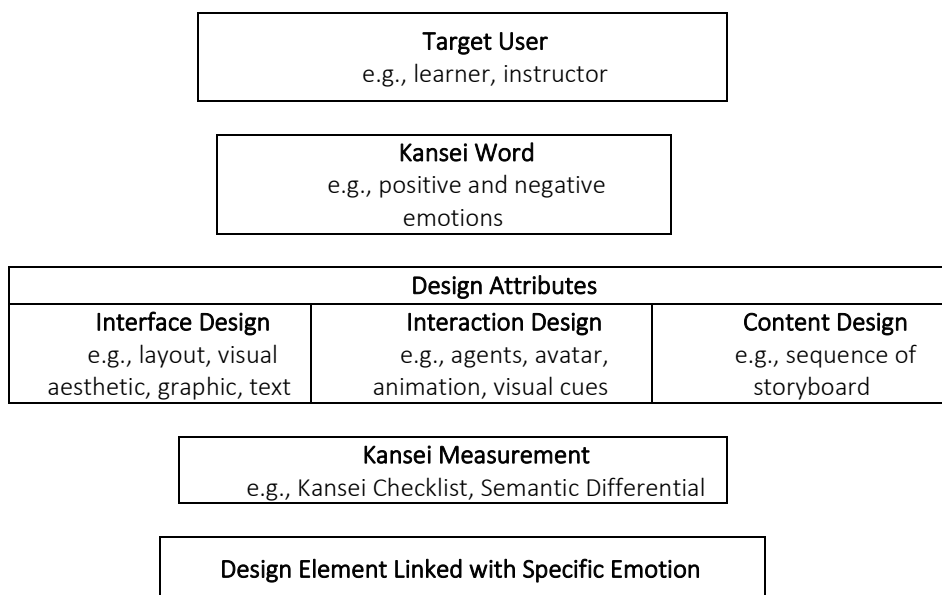 Target User
e.g., learner, instructor
Kansei Word
e.g., positive and negative
emotions
Design Attributes
Interface Design
e.g., layout, visual
aesthetic, graphic, text
Interaction Design
e.g., agents, avatar,
animation, visual cues
Content Design
e.g., sequence of
storyboard
Kansei Measurement
e.g., Kansei Checklist, Semantic Differential
Design Element Linked with Specific Emotion